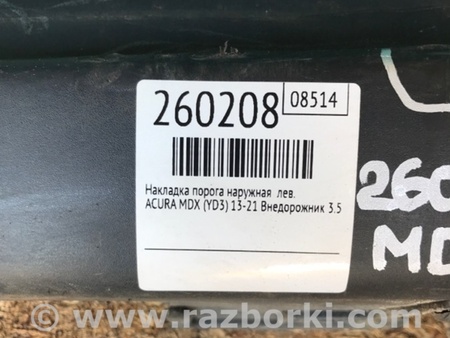 260208
08514
Накладка порога наружная лев.
ACURA MDX (YD3) 13-21 Внедорожник 3.5
260
MD
© www.razborki.com